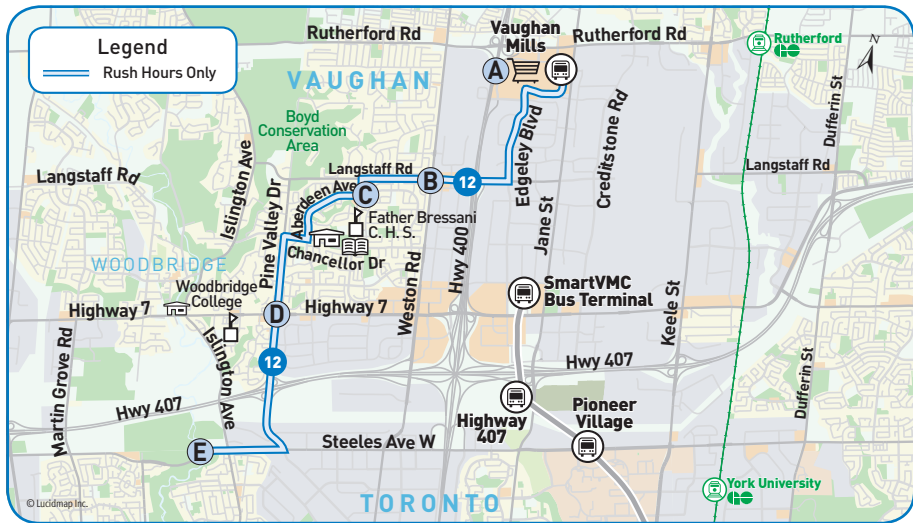 Legend
Rush Hours Only
Rutherford Rd
Vaughan
Mills
Rutherford Rd
Rutherford
GO
N
VAUGHAN
A
Dufferin St
Boyd
Conservation
Area
Islington Ave
Edgeley Blvd
Creditstone Rd
Langstaff Rd
Langstaff Rd
Langstaff Rd
B
12
C
Pine Valley Dr
Aberdeen Ave
Father Bressani
C. H. S.
Jane St
Chancellor Dr
Hwy 400
Weston Rd
WOODBRIDGE
Woodbridge
College
SmartVMC
Bus Terminal
Keele St
Highway 7
D
Highway 7
Martin Grove Rd
Islington Ave
12
Hwy 407
Dufferin St
Hwy 407
Highway
407
Pioneer
Village
E
Steeles Ave W
York University
GO
TORONTO
© Lucidmap Inc.